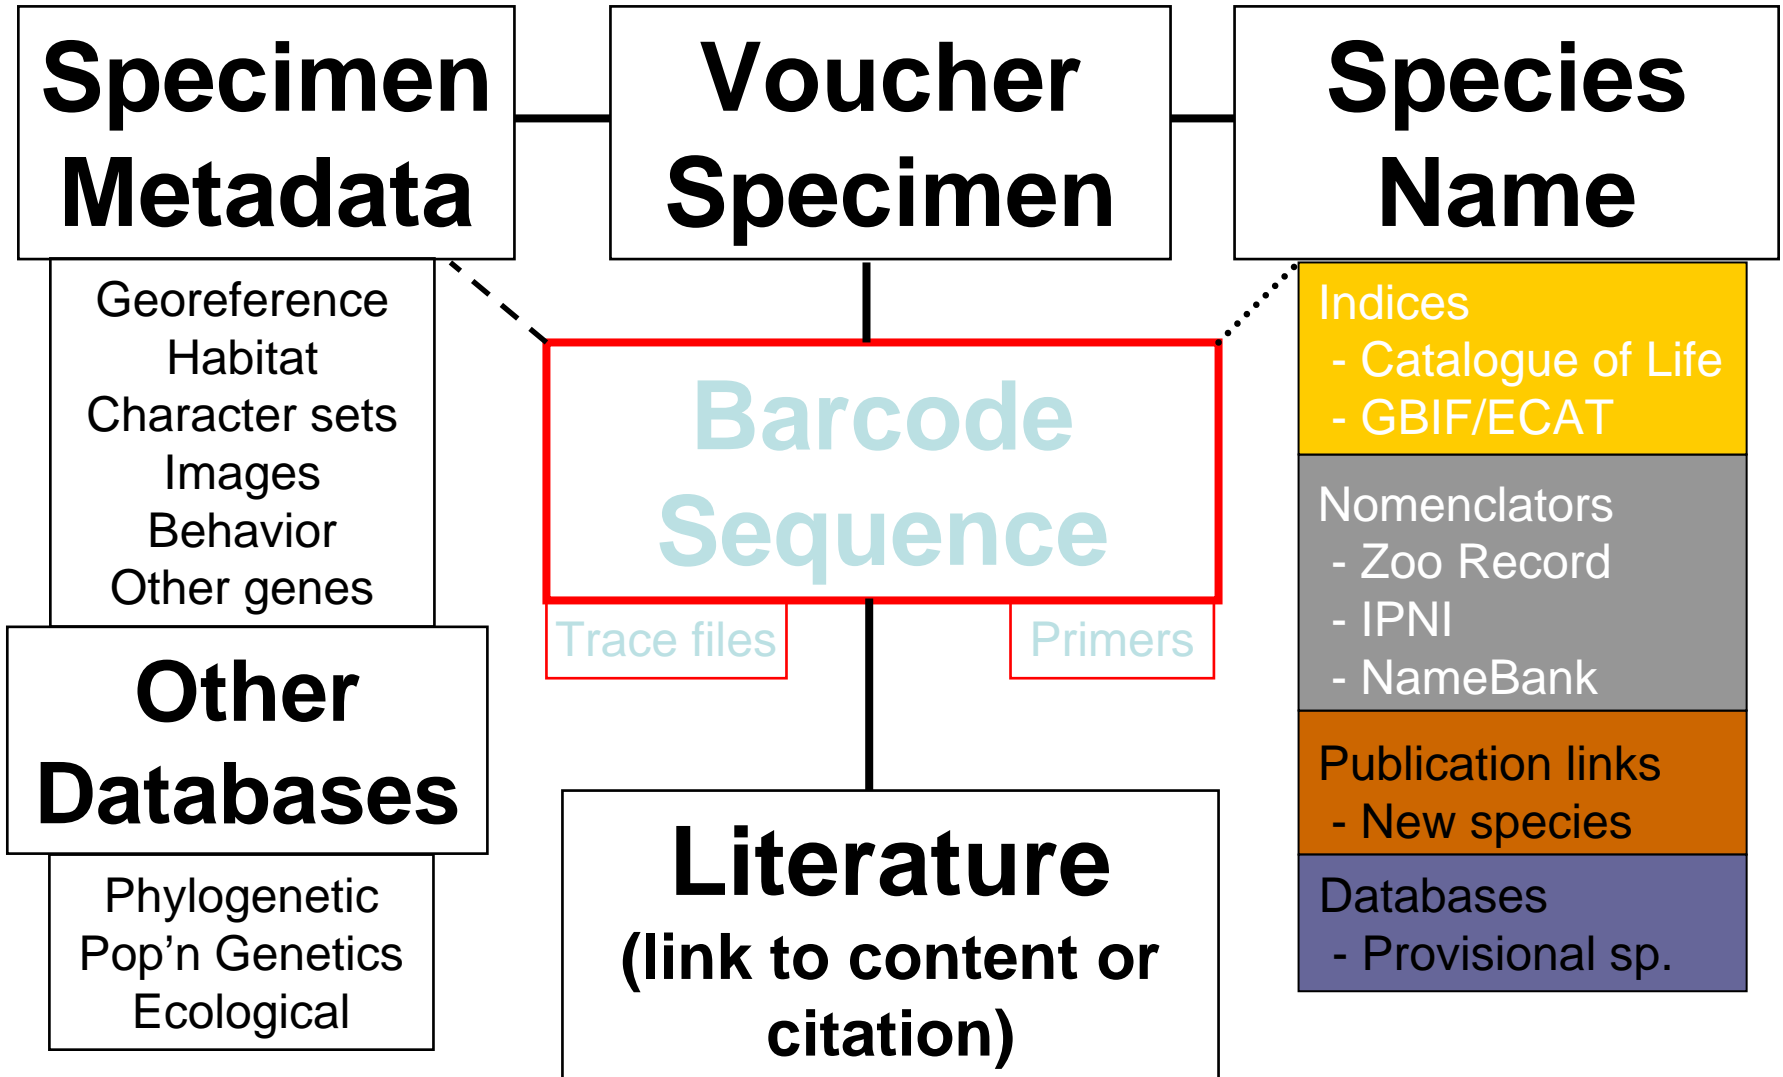 Specimen
Metadata
Voucher
Specimen
Species
Name
Georeference
Habitat
Character sets
Images
Behavior
Other genes
Other
Databases
Phylogenetic
Pop’n Genetics
Ecological
Barcode
Sequence
Trace files
Primers
Literature
(link to content or
citation)
Indices
- Catalogue of Life
- GBIF/ECAT
Nomenclators
- Zoo Record
- IPNI
- NameBank
Publication links
- New species
Databases
- Provisional sp.